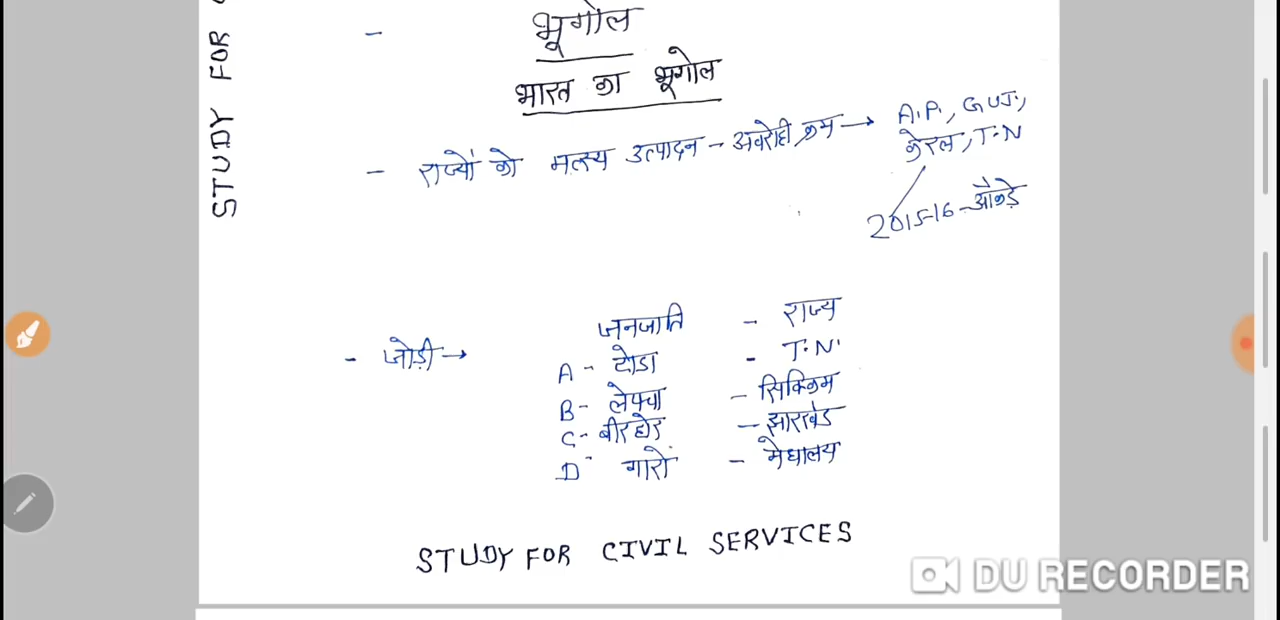 STUDY FOR
- भूगोल
भारत का भूगोल
- राज्यों को मत्स्य उत्पादन - अवरोही क्रम → A.P., GUJ.,
केरल, T.N
2015-16 - आँकड़े
जनजाति - राज्य
- जोड़ी →
A - टोडा - T.N.
B - लेप्चा - सिक्किम
C - बीरहोर - झारखंड
D - गारों - मेघालय
STUDY FOR CIVIL SERVICES
DU RECORDER